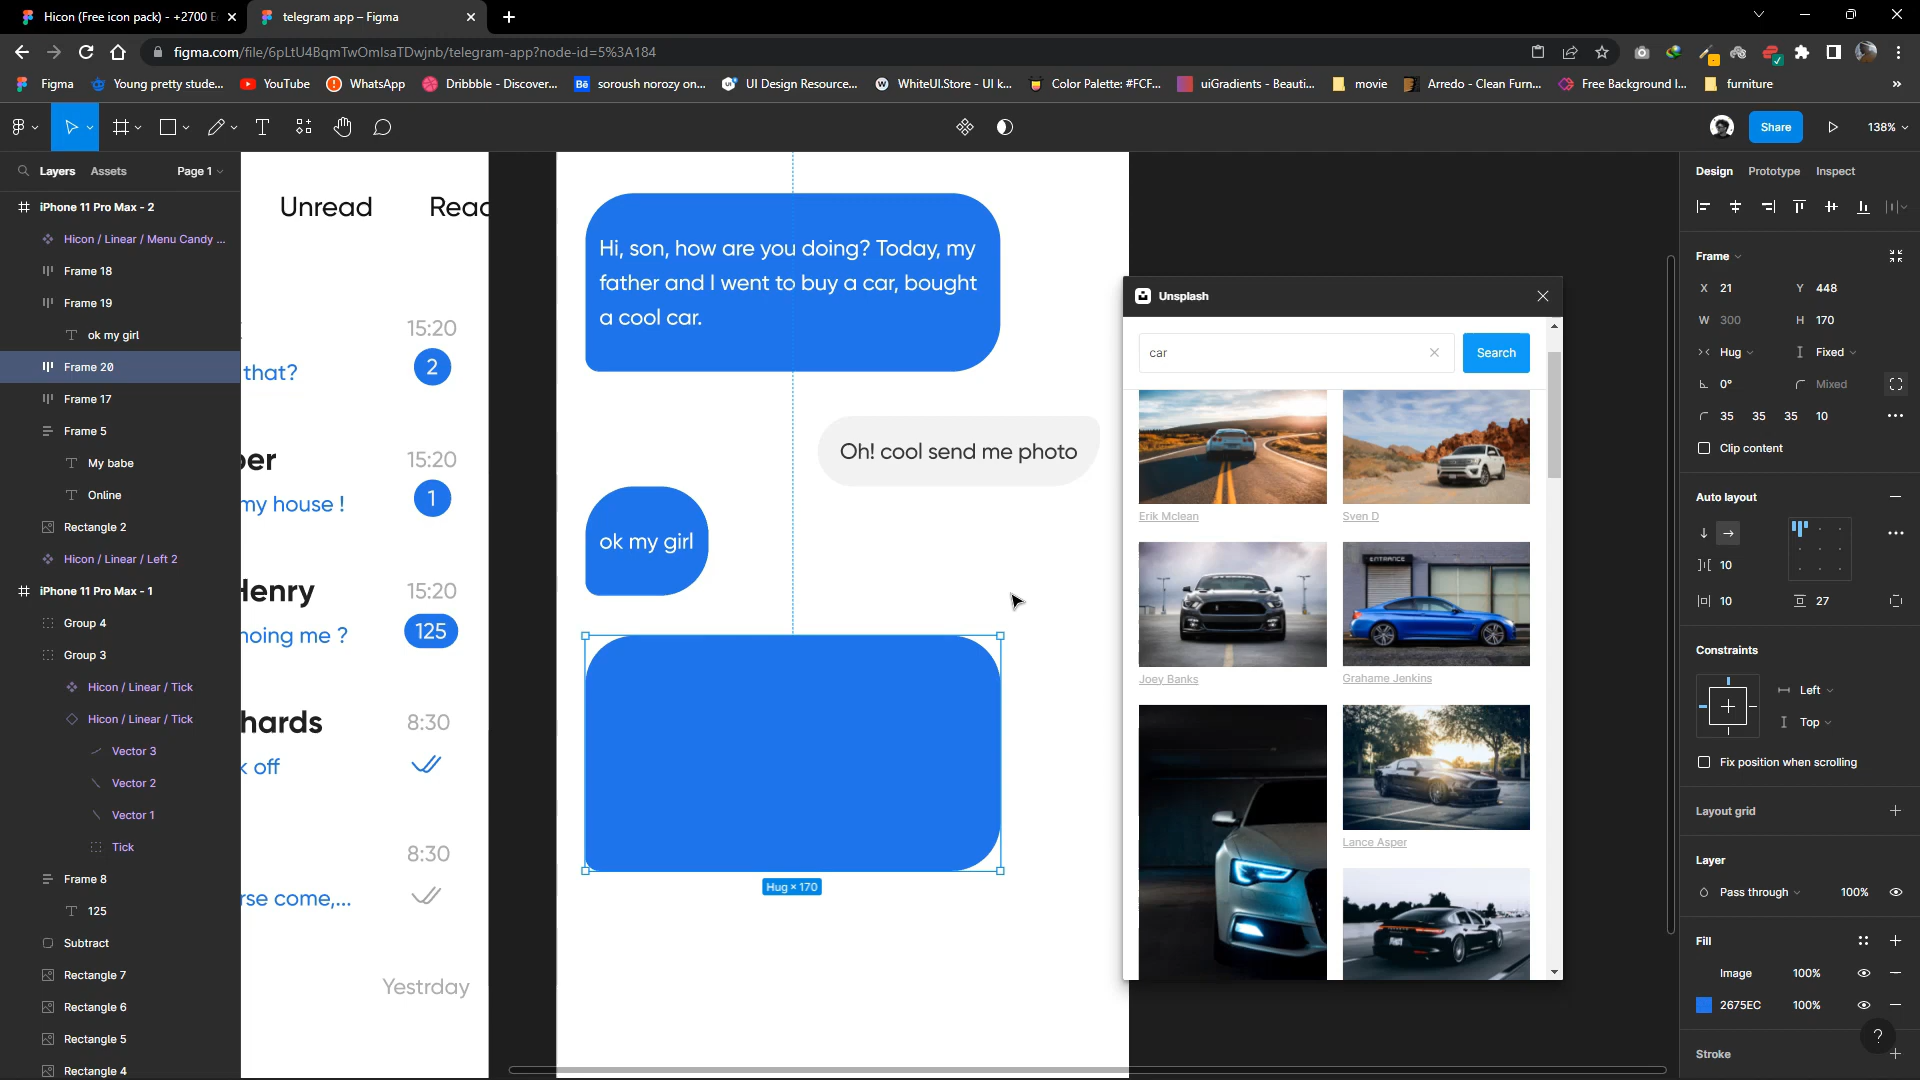 Hicon (Free icon pack) - +2700 E
telegram app – Figma
figma.com/file/6pLtU4BqmTwOmIsaTDwjnb/telegram-app?node-id=5%3A184
Figma
Young pretty stude...
YouTube
WhatsApp
Dribbble - Discover...
Bē soroush norozy on...
UI Design Resource...
WhiteUI.Store - UI k...
Color Palette: #FCF...
uiGradients - Beauti...
movie
Arredo - Clean Furn...
Free Background I...
furniture
Share
138%
Layers
Assets
Page 1
iPhone 11 Pro Max - 2
Hicon / Linear / Menu Candy ...
Frame 18
Frame 19
ok my girl
Frame 20
Frame 17
Frame 5
My babe
Online
Rectangle 2
Hicon / Linear / Left 2
iPhone 11 Pro Max - 1
Group 4
Group 3
Hicon / Linear / Tick
Hicon / Linear / Tick
Vector 3
Vector 2
Vector 1
Tick
Frame 8
125
Subtract
Rectangle 7
Rectangle 6
Rectangle 5
Rectangle 4
Unread
Read
15:20
that?
2
per
15:20
my house !
1
Henry
15:20
noing me ?
125
hards
8:30
k off
8:30
rse come,...
Yestrday
Hi, son, how are you doing? Today, my
father and I went to buy a car, bought
a cool car.
Oh! cool send me photo
ok my girl
Hug × 170
Unsplash
car
Search
Erik Mclean
Sven D
ENTRANCE
Joey Banks
Grahame Jenkins
Lance Asper
Design
Prototype
Inspect
Frame
X 21
Y 448
W 300
H 170
Hug
Fixed
0°
Mixed
35 35 35 10
Clip content
Auto layout
10
10
27
Constraints
Left
Top
Fix position when scrolling
Layout grid
Layer
Pass through
100%
Fill
Image
100%
2675EC
100%
?
Stroke